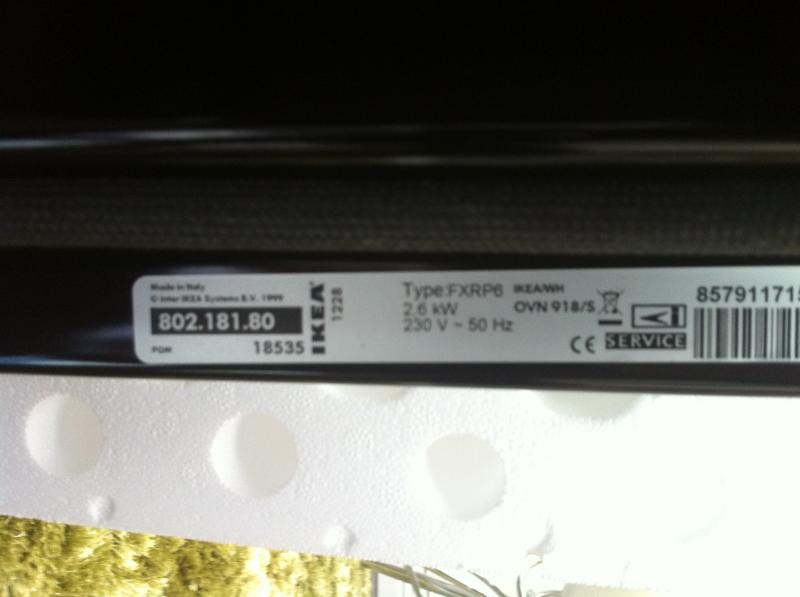 Made in Italy
© Inter IKEA Systems B.V. 1999
802.181.80
PQM 18535
IKEA
1228
Type:FXRP6
2,6 kW
230 V ~ 50 Hz
IKEA/WH
OVN 918/S
CE
SERVICE
857911715